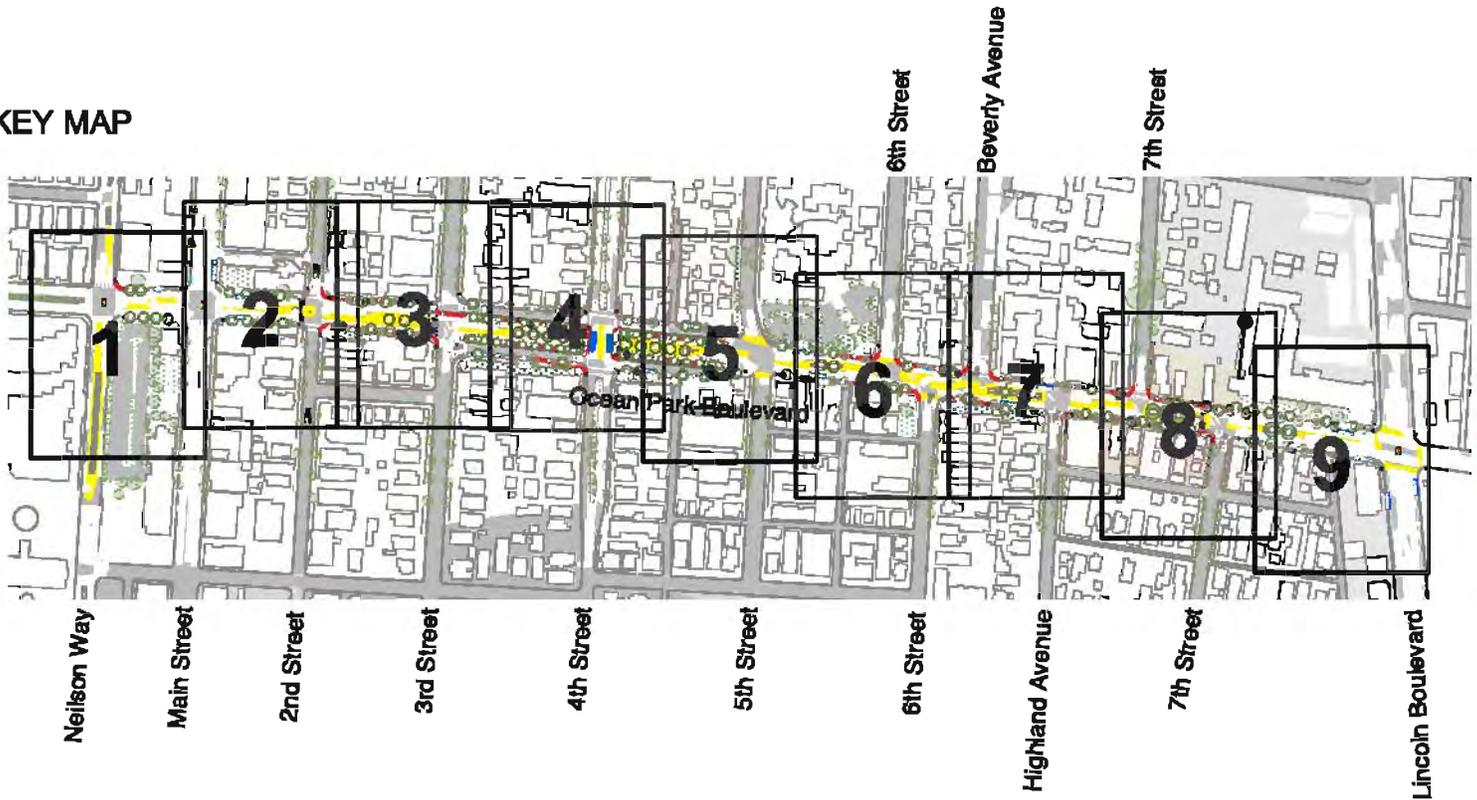 KEY MAP
6th Street
Beverly Avenue
7th Street
1
2
3
4
5
6
7
8
9
Ocean Park Boulevard
Neilson Way
Main Street
2nd Street
3rd Street
4th Street
5th Street
6th Street
Highland Avenue
7th Street
Lincoln Boulevard